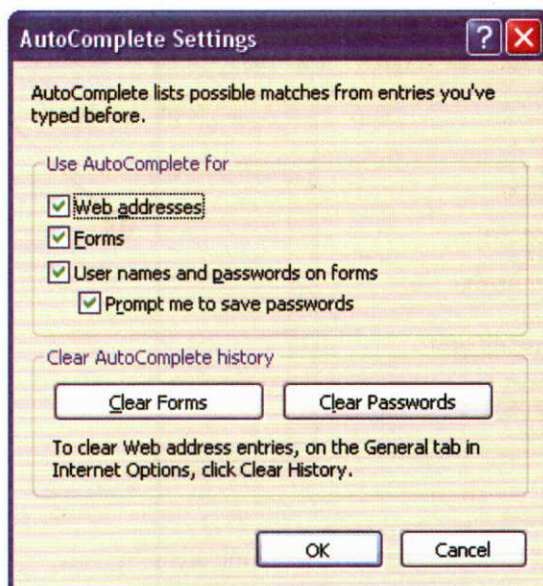 AutoComplete Settings
AutoComplete lists possible matches from entries you've
typed before.
Use AutoComplete for
Web addresses
Forms
User names and passwords on forms
Prompt me to save passwords
Clear AutoComplete history
Clear Forms
Clear Passwords
To clear Web address entries, on the General tab in
Internet Options, click Clear History.
OK
Cancel